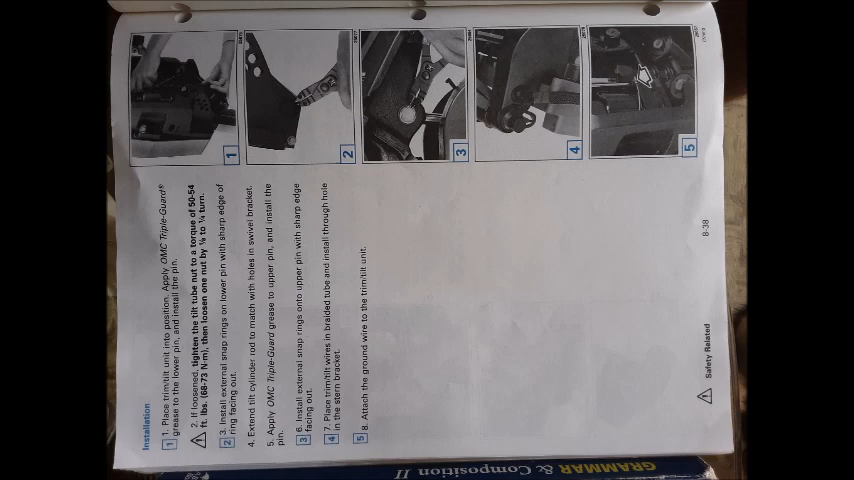 Installation
1 1. Place trim/tilt unit into position. Apply OMC Triple-Guard®
grease to the lower pin, and install the pin.
2. If loosened, tighten the tilt tube nut to a torque of 50-54
ft. lbs. (68-73 N·m), then loosen one nut by ⅛ to ¼ turn.
2 3. Install external snap rings on lower pin with sharp edge of
ring facing out.
4. Extend tilt cylinder rod to match with holes in swivel bracket.
5. Apply OMC Triple-Guard grease to upper pin, and install the
pin.
3 6. Install external snap rings onto upper pin with sharp edge
facing out.
4 7. Place trim/tilt wires in braided tube and install through hole
in the stern bracket.
5 8. Attach the ground wire to the trim/tilt unit.
1
2
3
4
5
Safety Related
8-38
GRAMMAR & Composition II